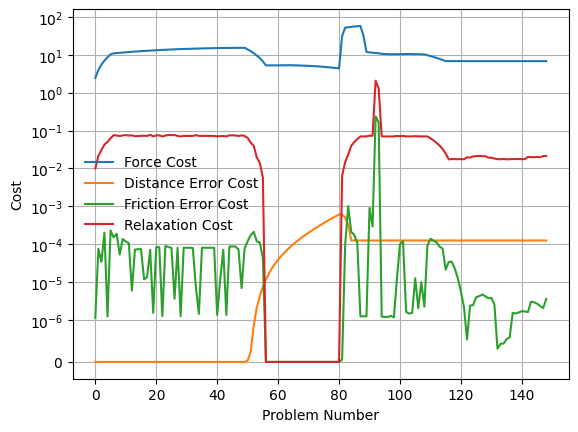 10²
10¹
10⁰
10⁻¹
10⁻²
10⁻³
10⁻⁴
10⁻⁵
10⁻⁶
0
Cost
Force Cost
Distance Error Cost
Friction Error Cost
Relaxation Cost
0 20 40 60 80 100 120 140
Problem Number